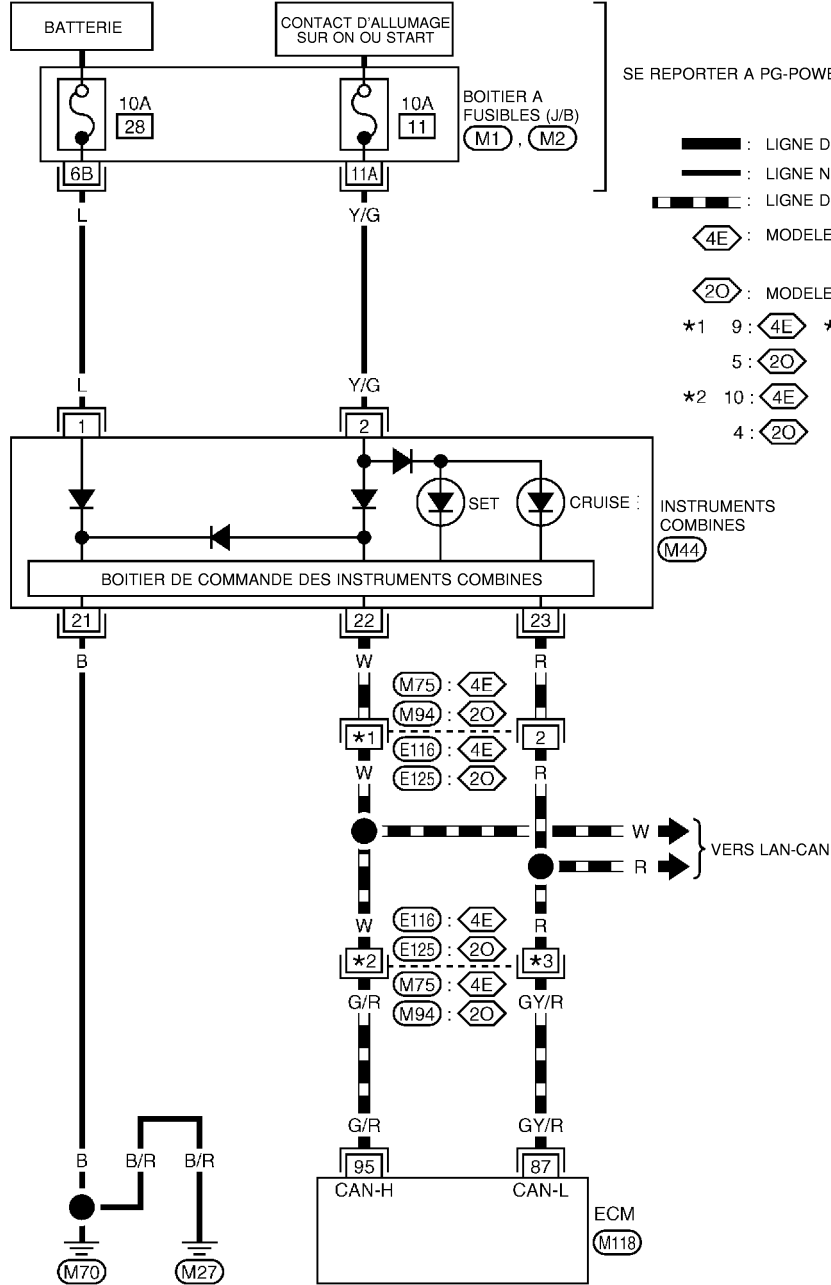 BATTERIE
CONTACT D'ALLUMAGE
SUR ON OU START
SE REPORTER A PG-POWE
10A
28
10A
11
BOITIER A
FUSIBLES (J/B)
M1 , M2
6B
11A
L
Y/G
: LIGNE D
: LIGNE N
: LIGNE D
4E : MODELE
2O : MODELE
★1 9 : 4E ★
5 : 2O
★2 10 : 4E
4 : 2O
L
Y/G
1
2
SET
CRUISE :
INSTRUMENTS
COMBINES
M44
BOITIER DE COMMANDE DES INSTRUMENTS COMBINES
21
22
23
B
W
R
M75 : 4E
M94 : 2O
★1
2
E116 : 4E
E125 : 2O
W
R
W
R
VERS LAN-CAN
W
R
E116 : 4E
E125 : 2O
★2
★3
M75 : 4E
M94 : 2O
G/R
GY/R
G/R
GY/R
B
B/R
B/R
95
87
CAN-H
CAN-L
ECM
M118
M70
M27